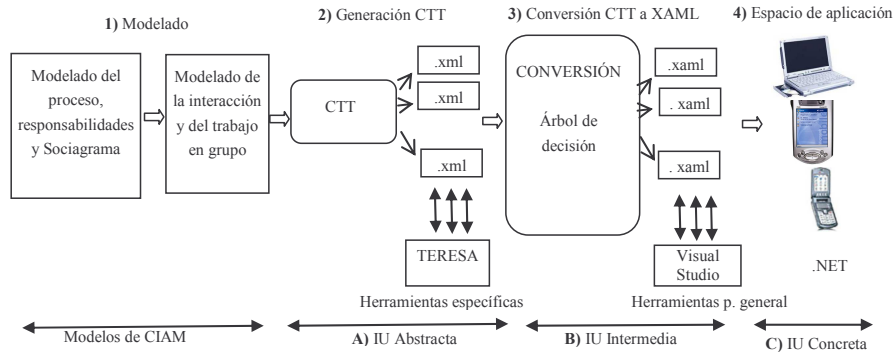 1) Modelado
2) Generación CTT
3) Conversión CTT a XAML
4) Espacio de aplicación
Modelado del
proceso,
responsabilidades
y Sociagrama
Modelado de
la interacción
y del trabajo
en grupo
CTT
.xml
.xml
.xml
TERESA
Herramientas específicas
CONVERSIÓN
Árbol de
decisión
.xaml
. xaml
. xaml
Visual
Studio
Herramientas p. general
.NET
Modelos de CIAM
A) IU Abstracta
B) IU Intermedia
C) IU Concreta